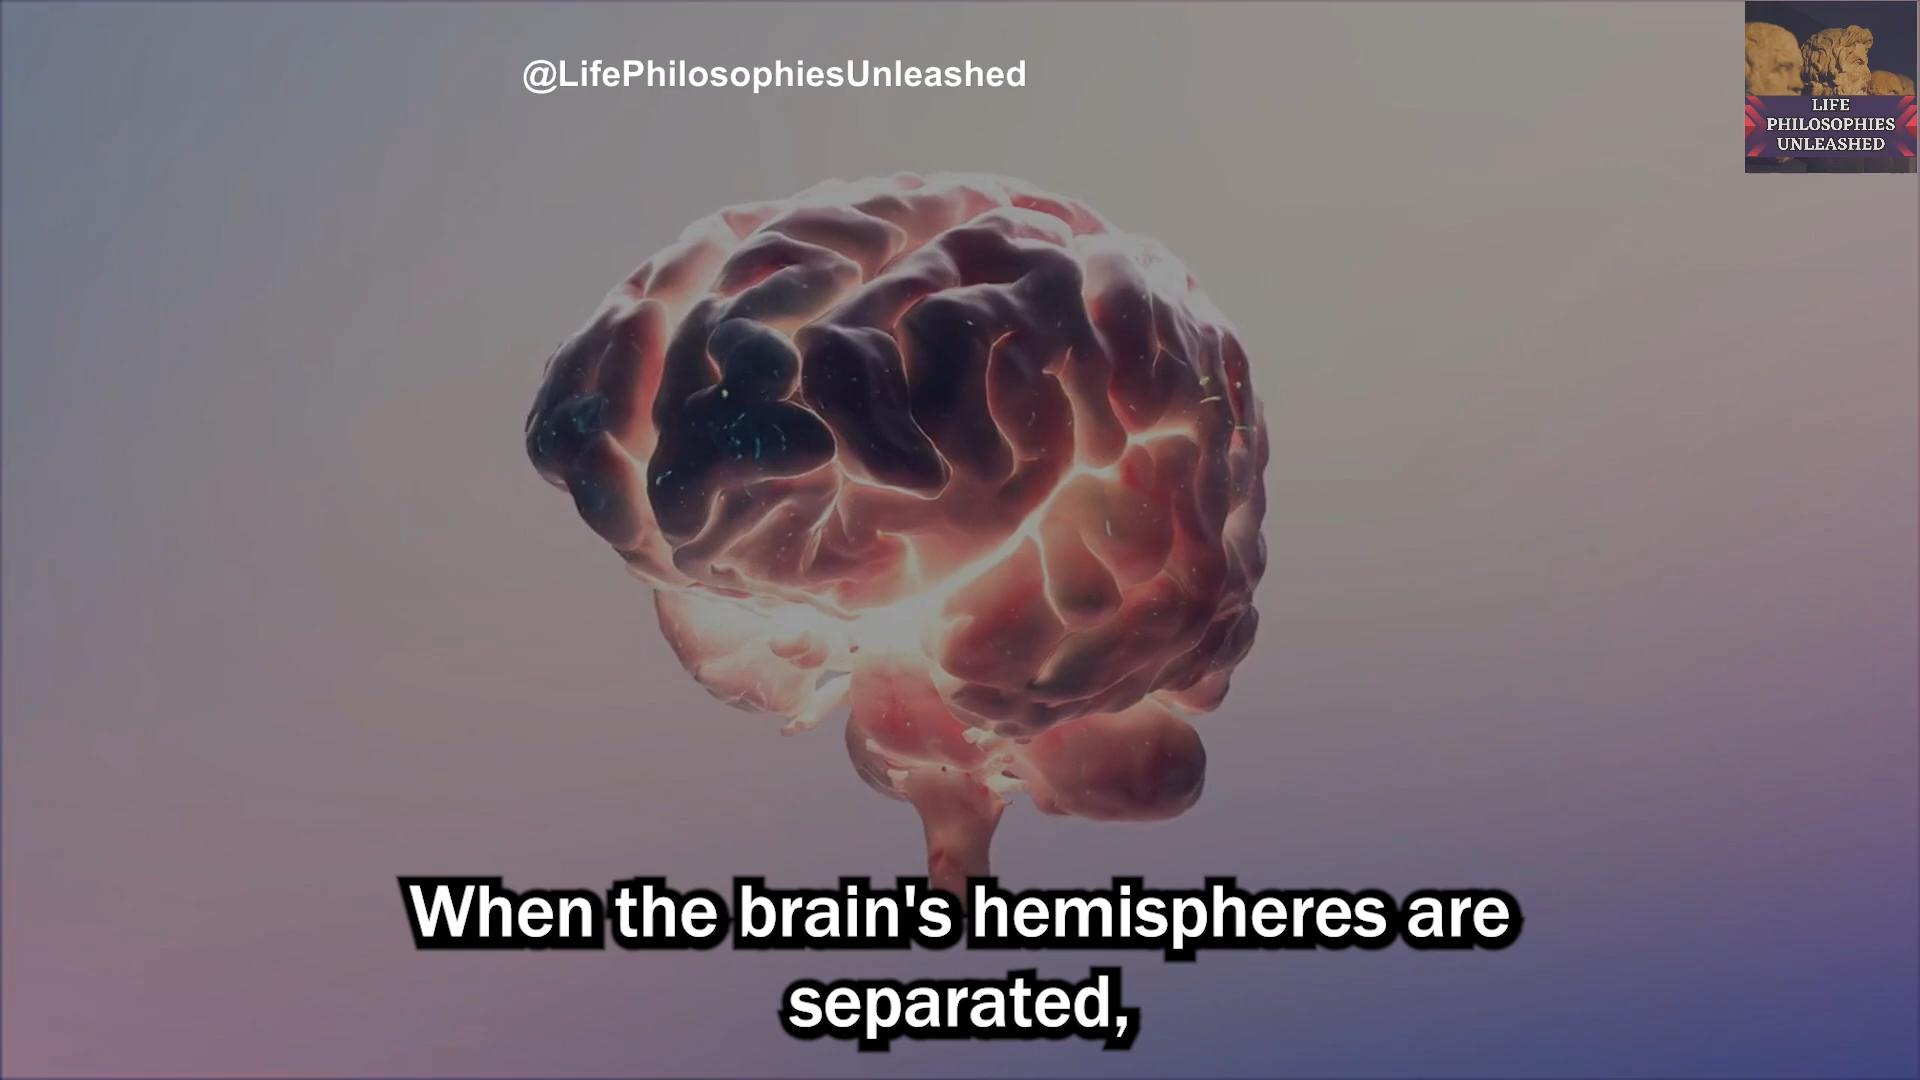 @LifePhilosophiesUnleashed
LIFE
PHILOSOPHIES
UNLEASHED
When the brain's hemispheres are
separated,